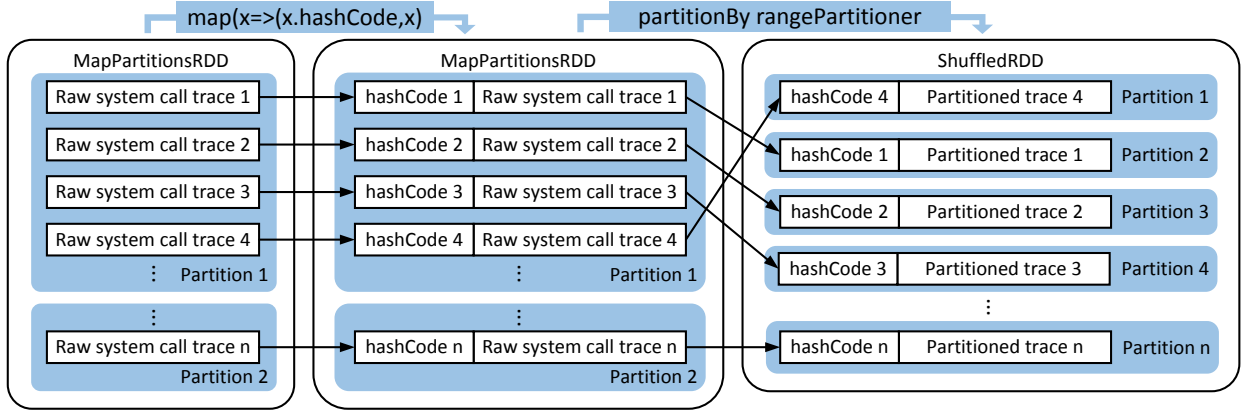 map(x=>(x.hashCode,x)
partitionBy rangePartitioner
MapPartitionsRDD
Raw system call trace 1
Raw system call trace 2
Raw system call trace 3
Raw system call trace 4
⋮
Partition 1
⋮
Raw system call trace n
Partition 2
MapPartitionsRDD
hashCode 1 Raw system call trace 1
hashCode 2 Raw system call trace 2
hashCode 3 Raw system call trace 3
hashCode 4 Raw system call trace 4
⋮
Partition 1
⋮
hashCode n Raw system call trace n
Partition 2
ShuffledRDD
hashCode 4 Partitioned trace 4 Partition 1
hashCode 1 Partitioned trace 1 Partition 2
hashCode 2 Partitioned trace 2 Partition 3
hashCode 3 Partitioned trace 3 Partition 4
⋮
hashCode n Partitioned trace n Partition n